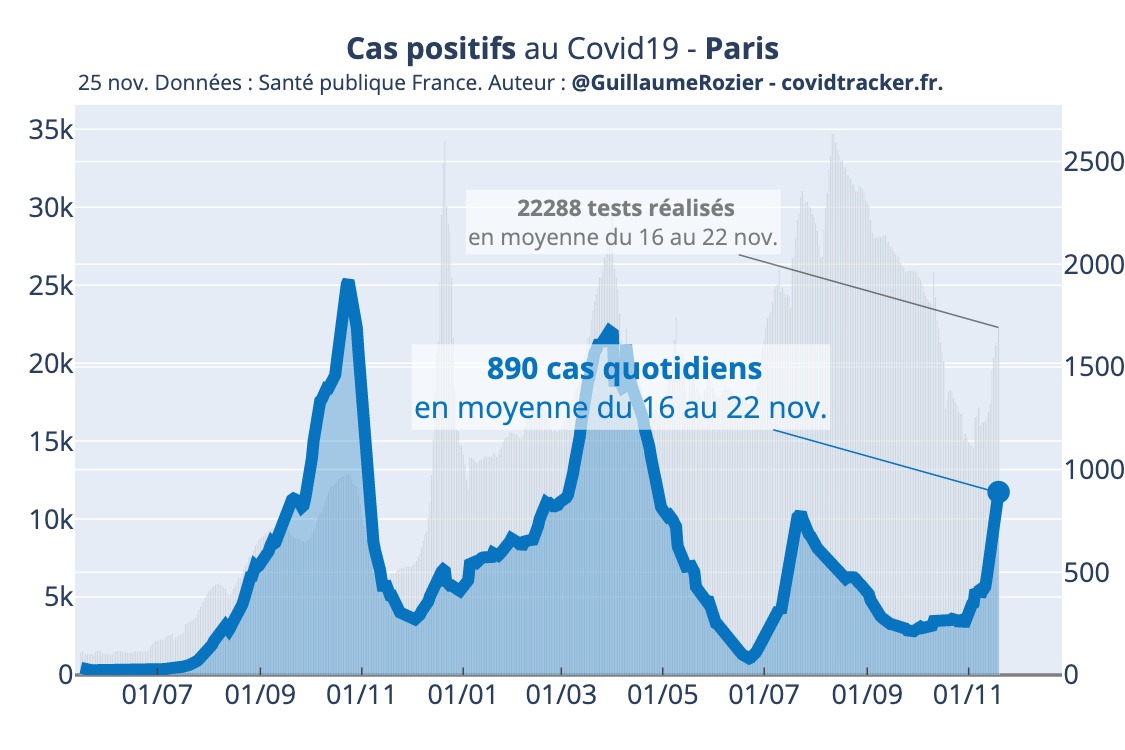 Cas positifs au Covid19 - Paris
25 nov. Données : Santé publique France. Auteur : @GuillaumeRozier - covidtracker.fr.
35k
30k
25k
20k
15k
10k
5k
0
2500
2000
1500
1000
500
0
22288 tests réalisés
en moyenne du 16 au 22 nov.
890 cas quotidiens
en moyenne du 16 au 22 nov.
01/07 01/09 01/11 01/01 01/03 01/05 01/07 01/09 01/11